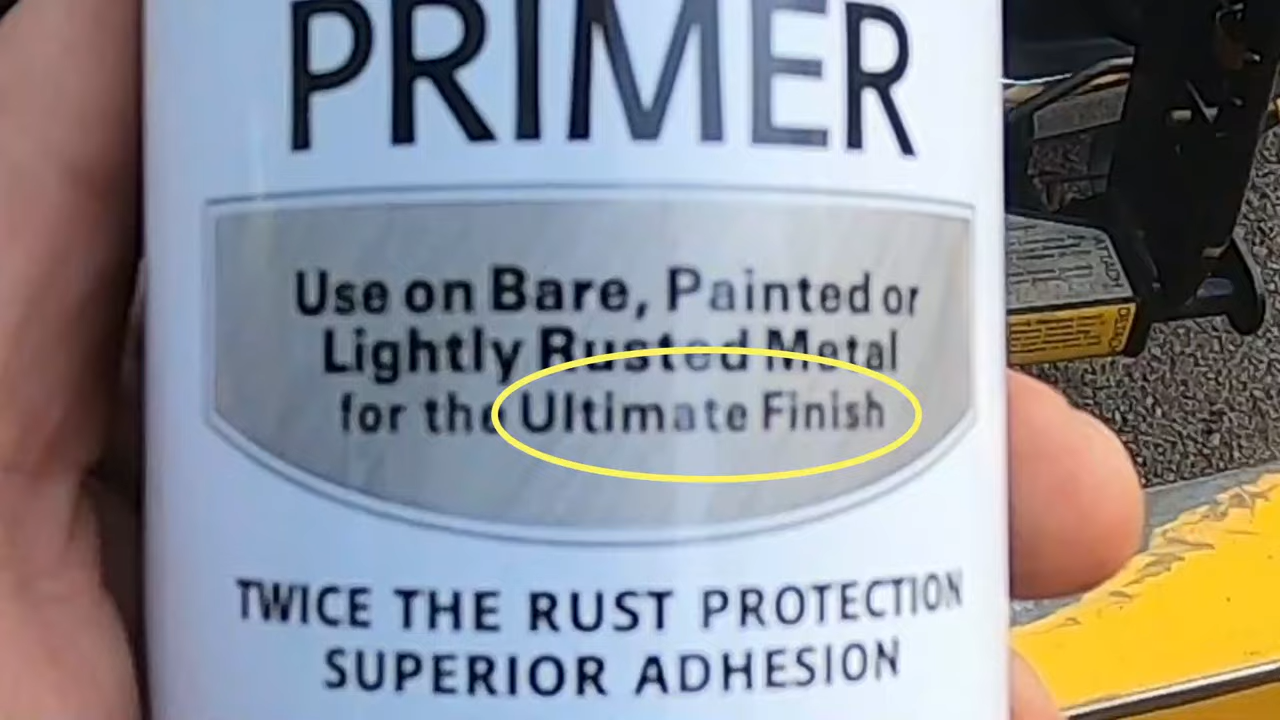 PRIMER
Use on Bare, Painted or
Lightly Rusted Metal
for the Ultimate Finish
TWICE THE RUST PROTECTION
SUPERIOR ADHESION